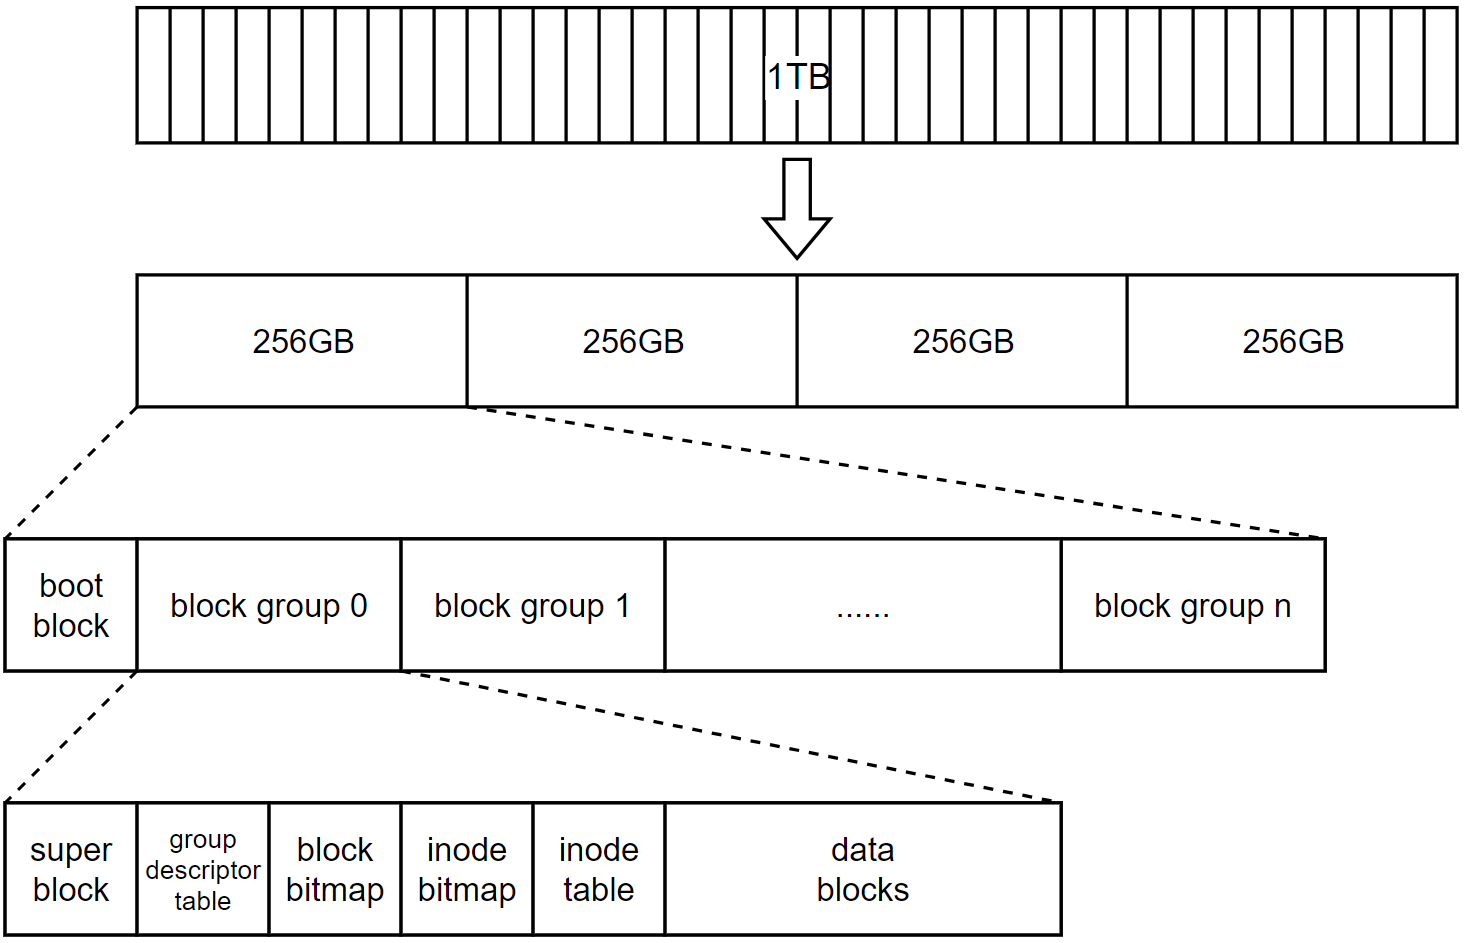 1TB
256GB
256GB
256GB
256GB
boot
block
block group 0
block group 1
......
block group n
super
block
group
descriptor
table
block
bitmap
inode
bitmap
inode
table
data
blocks